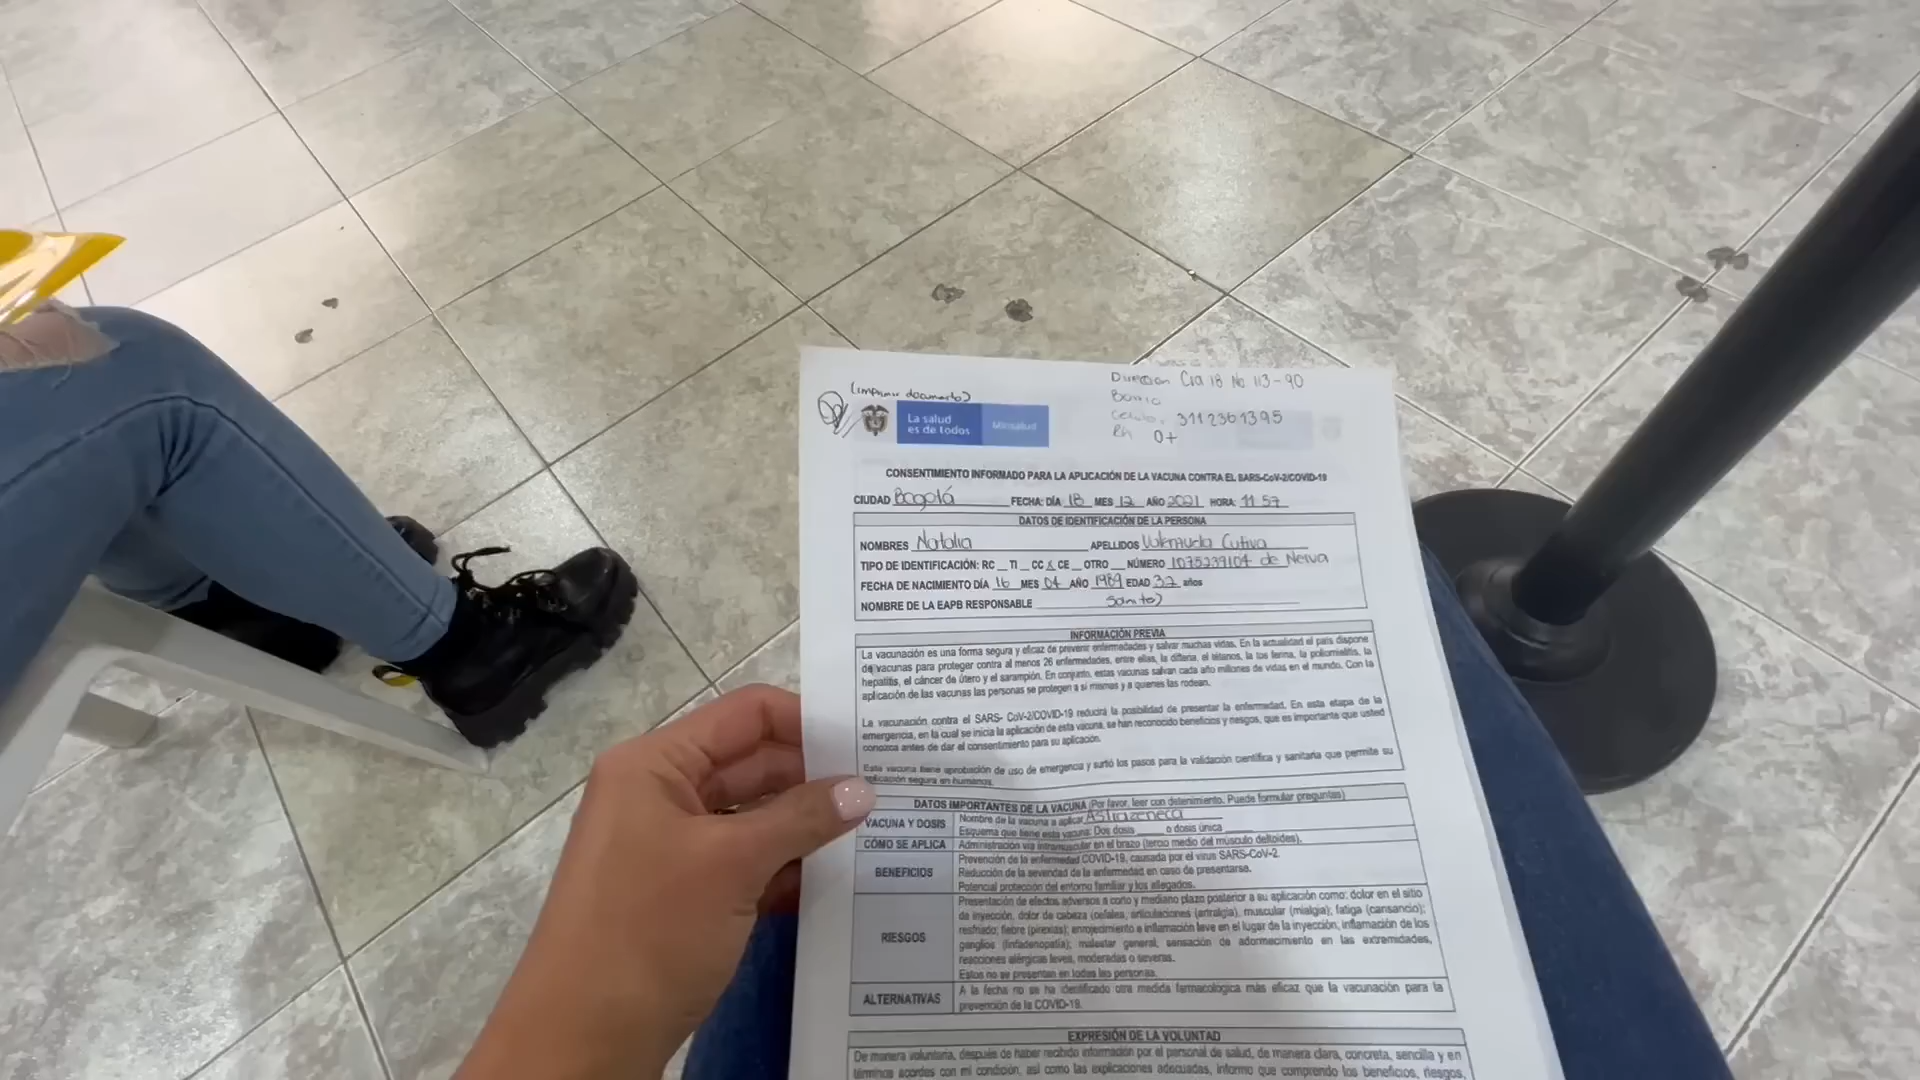 (imprimir documento)
Dirección Cra 18 No 113-90
Barrio
Celular. 311 2361395
Rh O+
La salud
es de todos
Minsalud
CONSENTIMIENTO INFORMADO PARA LA APLICACIÓN DE LA VACUNA CONTRA EL SARS-CoV-2/COVID-19
CIUDAD Bogotá FECHA: DÍA 18 MES 12 AÑO 2021 HORA: 11:57
DATOS DE IDENTIFICACIÓN DE LA PERSONA
NOMBRES Natalia APELLIDOS Valenzuela Cutiva
TIPO DE IDENTIFICACIÓN: RC__ TI__ CC x CE__ OTRO__ NÚMERO 1075239104 de Neiva
FECHA DE NACIMIENTO DÍA 16 MES 04 AÑO 1989 EDAD 32 años
NOMBRE DE LA EAPB RESPONSABLE Sanitas
INFORMACIÓN PREVIA
La vacunación es una forma segura y eficaz de prevenir enfermedades y salvar muchas vidas. En la actualidad el país dispone
de vacunas para proteger contra al menos 26 enfermedades, entre ellas, la difteria, el tétanos, la tos ferina, la poliomielitis, la
hepatitis, el cáncer de útero y el sarampión. En conjunto, estas vacunas salvan cada año millones de vidas en el mundo. Con la
aplicación de las vacunas las personas se protegen a sí mismas y a quienes las rodean.
La vacunación contra el SARS- CoV-2/COVID-19 reducirá la posibilidad de presentar la enfermedad. En esta etapa de la
emergencia, en la cual se inicia la aplicación de esta vacuna, se han reconocido beneficios y riesgos, que es importante que usted
conozca antes de dar el consentimiento para su aplicación.
Esta vacuna tiene aprobación de uso de emergencia y surtió los pasos para la validación científica y sanitaria que permite su
aplicación segura en humanos.
DATOS IMPORTANTES DE LA VACUNA (Por favor, leer con detenimiento. Puede formular preguntas)
VACUNA Y DOSIS
Nombre de la vacuna a aplicar Astrazeneca
Esquema que tiene esta vacuna: Dos dosis ____ o dosis única ____
CÓMO SE APLICA
Administración vía intramuscular en el brazo (tercio medio del músculo deltoides).
BENEFICIOS
Prevención de la enfermedad COVID-19, causada por el virus SARS-CoV-2
Reducción de la severidad de la enfermedad en caso de presentarse.
Potencial protección del entorno familiar y los allegados.
RIESGOS
Presentación de efectos adversos a corto y mediano plazo posterior a su aplicación como: dolor en el sitio
de inyección, dolor de cabeza (cefalea, articulaciones (artralgia), muscular (mialgia); fatiga (cansancio);
resfriado; fiebre (pirexia); enrojecimiento e inflamación leve en el lugar de la inyección, inflamación de los
ganglios (linfadenopatía); malestar general; sensación de adormecimiento en las extremidades,
reacciones alérgicas leves, moderadas o severas.
Estos no se presentan en todas las personas.
ALTERNATIVAS
A la fecha no se ha identificado otra medida farmacológica más eficaz que la vacunación para la
prevención de la COVID-19.
EXPRESIÓN DE LA VOLUNTAD
De manera voluntaria, después de haber recibido información por el personal de salud, de manera clara, concreta, sencilla y en
términos acordes con mi condición, así como las explicaciones adecuadas, informo que comprendo los beneficios, riesgos,